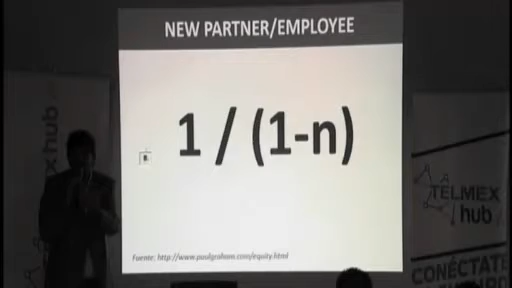 NEW PARTNER/EMPLOYEE
1 / (1-n)
Fuente: http://www.paulgraham.com/equity.html
x hub
TELMEX
hub
CONÉCTATE